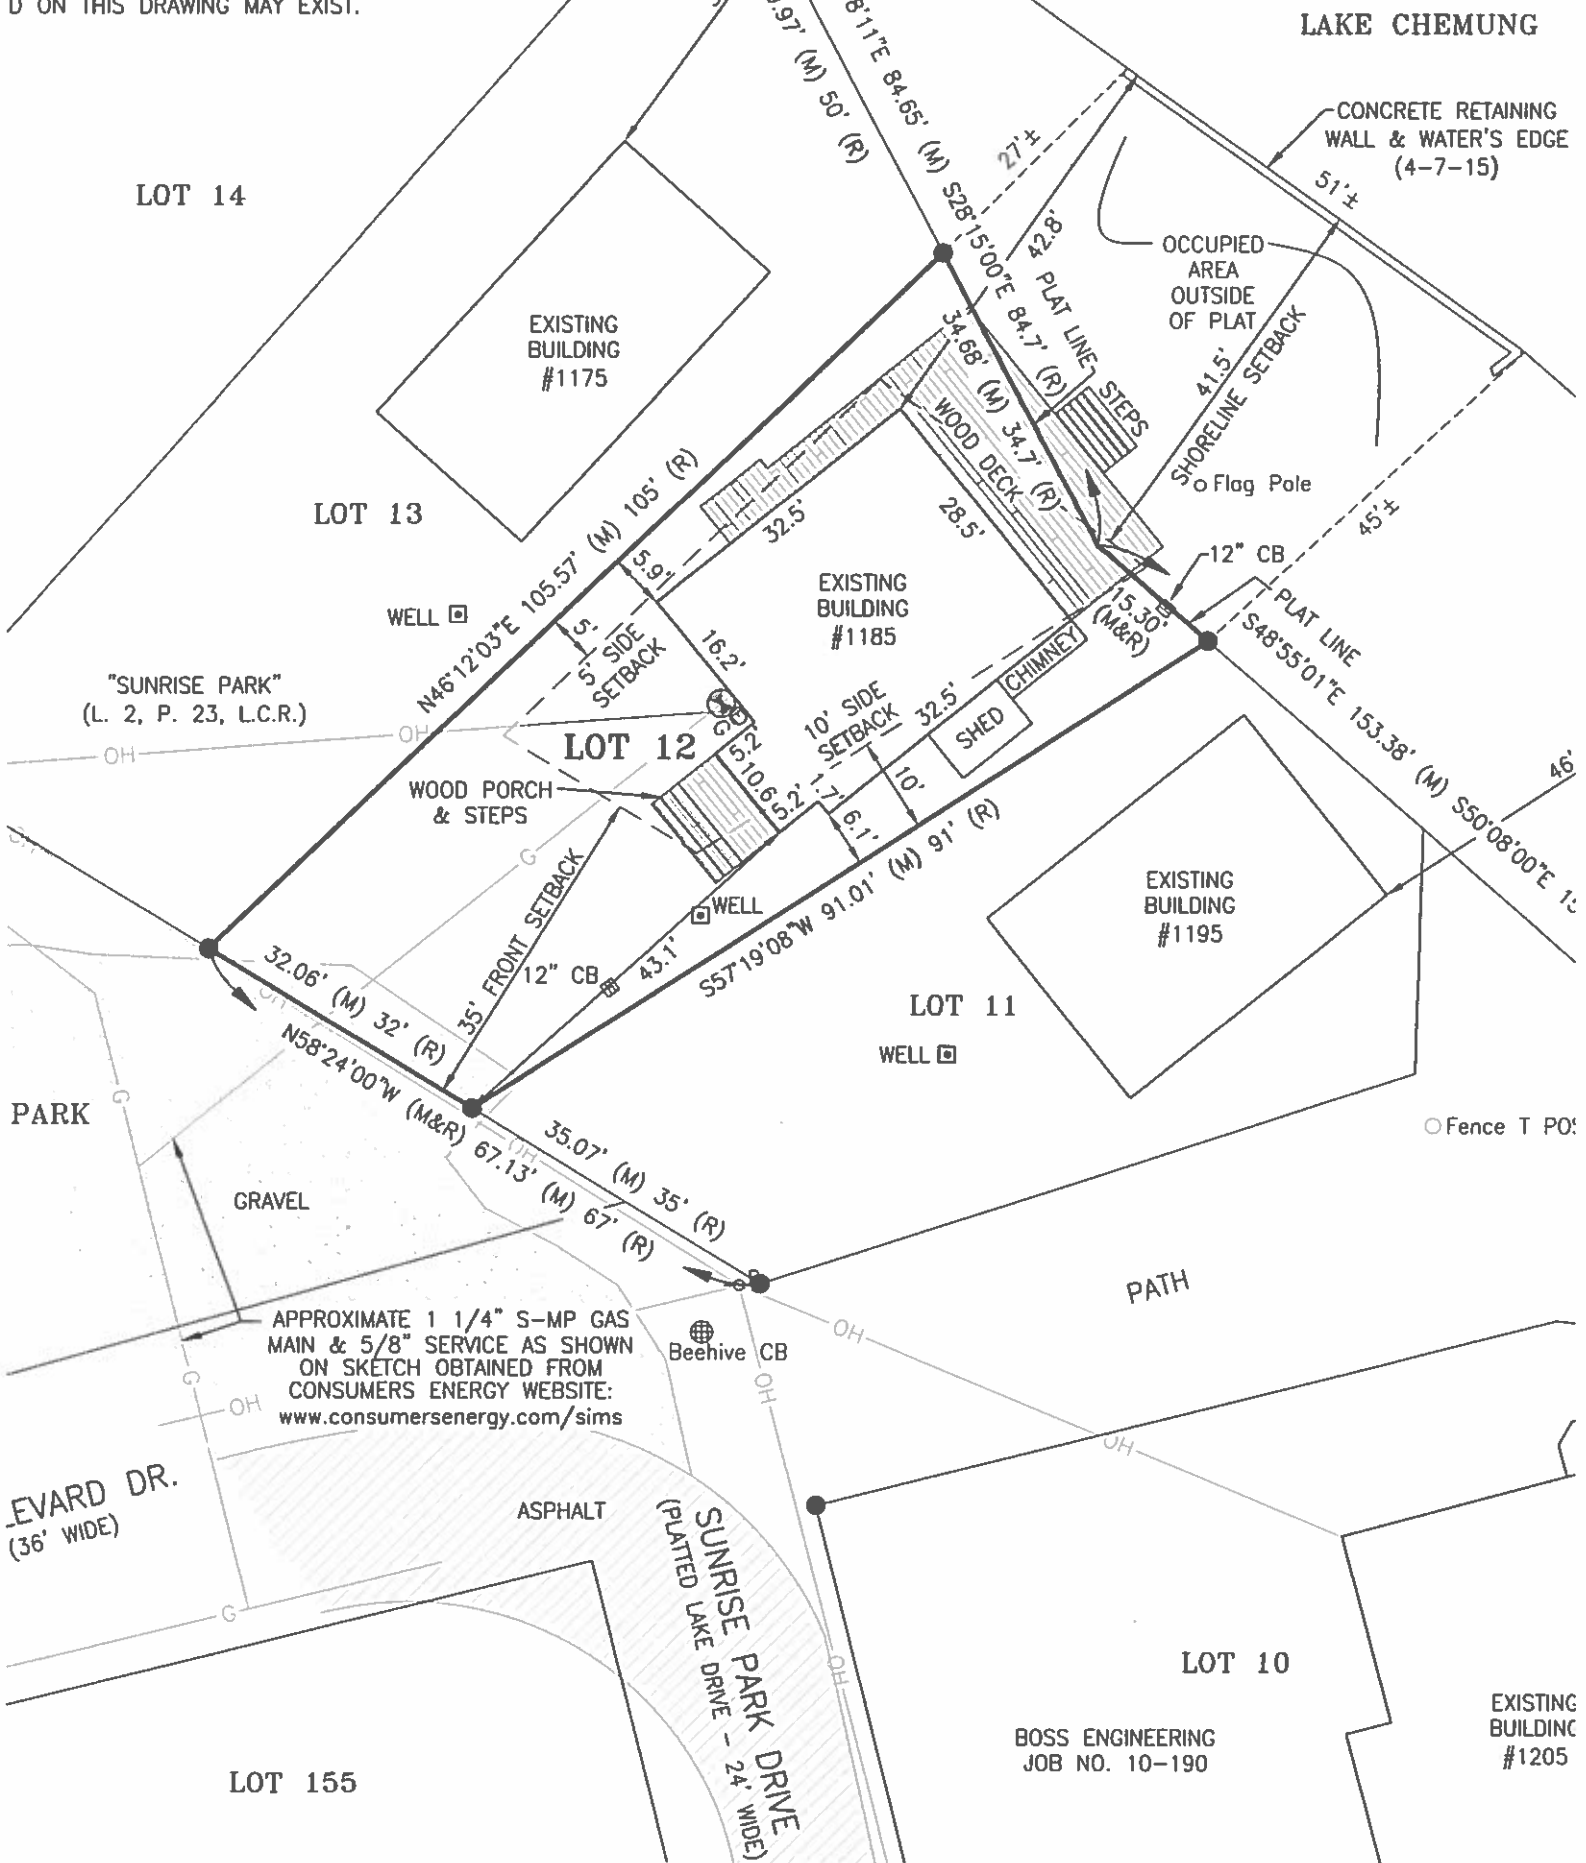 D ON THIS DRAWING MAY EXIST.
LAKE CHEMUNG
CONCRETE RETAINING
WALL & WATER'S EDGE
(4-7-15)
.97' (M) 50' (R)
8'11"E 84.65' (M) S28°15'00"E 84.7' (R)
27'±
51'±
42.8'
PLAT LINE
LOT 14
OCCUPIED
AREA
OUTSIDE
OF PLAT
EXISTING
BUILDING
#1175
34.68' (M) 34.7' (R)
STEPS
41.5'
SHORELINE SETBACK
WOOD DECK
Flag Pole
45'±
LOT 13
N46°12'03"E 105.57' (M) 105' (R)
32.5'
28.5'
5.9'
12" CB
EXISTING
BUILDING
#1185
15.30'
(M&R)
PLAT LINE
S48°55'01"E 153.38' (M) S50°08'00"E 15
WELL
5'
5' SIDE
SETBACK
16.2'
CHIMNEY
"SUNRISE PARK"
(L. 2, P. 23, L.C.R.)
OH
OH
LOT 12
G
5.2'
10.6'
5.2'
1.7'
10' SIDE
SETBACK
32.5'
SHED
10'
6.1'
46'
WOOD PORCH
& STEPS
G
35' FRONT SETBACK
WELL
S57°19'08"W 91.01' (M) 91' (R)
EXISTING
BUILDING
#1195
32.06' (M) 32' (R)
12" CB
43.1'
OH
N58°24'00"W (M&R) 67.13' (M) 67' (R)
LOT 11
WELL
G
PARK
Fence T POS
OH
35.07' (M) 35' (R)
GRAVEL
PATH
APPROXIMATE 1 1/4" S-MP GAS
MAIN & 5/8" SERVICE AS SHOWN
ON SKETCH OBTAINED FROM
CONSUMERS ENERGY WEBSITE:
www.consumersenergy.com/sims
Beehive CB
OH
OH
G
OH
OH
EVARD DR.
(36' WIDE)
ASPHALT
SUNRISE PARK DRIVE
(PLATTED LAKE DRIVE - 24' WIDE)
G
OH
LOT 10
BOSS ENGINEERING
JOB NO. 10-190
EXISTING
BUILDING
#1205
LOT 155